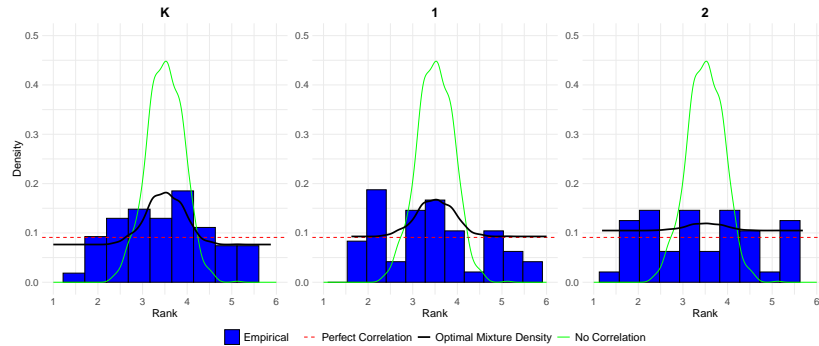 K 1 2
0.5 0.5 0.5
0.4 0.4 0.4
0.3 0.3 0.3
0.2 0.2 0.2
0.1 0.1 0.1
0.0 0.0 0.0
Density
1 2 3 4 5 6 1 2 3 4 5 6 1 2 3 4 5 6
Rank Rank Rank
Empirical Perfect Correlation Optimal Mixture Density No Correlation